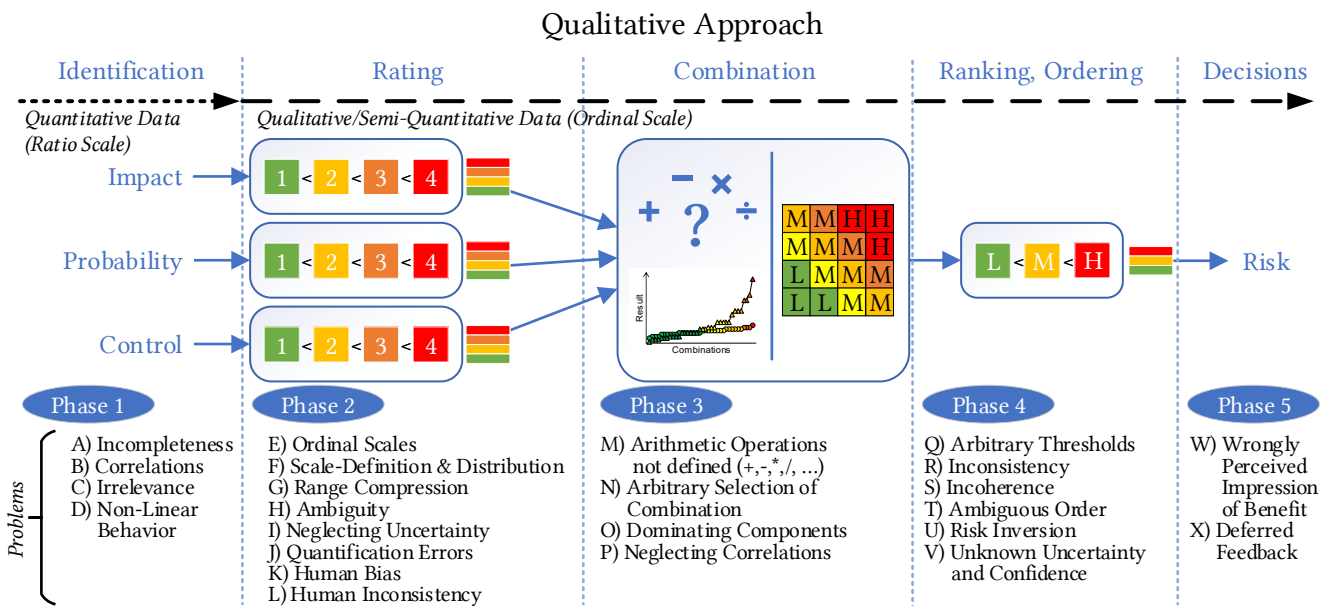 Qualitative Approach
Identification
Rating
Combination
Ranking, Ordering
Decisions
Quantitative Data
(Ratio Scale)
Qualitative/Semi-Quantitative Data (Ordinal Scale)
Impact
1 < 2 < 3 < 4
Probability
1 < 2 < 3 < 4
Control
1 < 2 < 3 < 4
+ − × ÷ ?
Result
Combinations
M M H H
M M M H
L M M M
L L M M
L < M < H
Risk
Phase 1
Phase 2
Phase 3
Phase 4
Phase 5
Problems
A) Incompleteness
B) Correlations
C) Irrelevance
D) Non-Linear
Behavior
E) Ordinal Scales
F) Scale-Definition & Distribution
G) Range Compression
H) Ambiguity
I) Neglecting Uncertainty
J) Quantification Errors
K) Human Bias
L) Human Inconsistency
M) Arithmetic Operations
not defined (+,-,*,/, ...)
N) Arbitrary Selection of
Combination
O) Dominating Components
P) Neglecting Correlations
Q) Arbitrary Thresholds
R) Inconsistency
S) Incoherence
T) Ambiguous Order
U) Risk Inversion
V) Unknown Uncertainty
and Confidence
W) Wrongly
Perceived
Impression
of Benefit
X) Deferred
Feedback